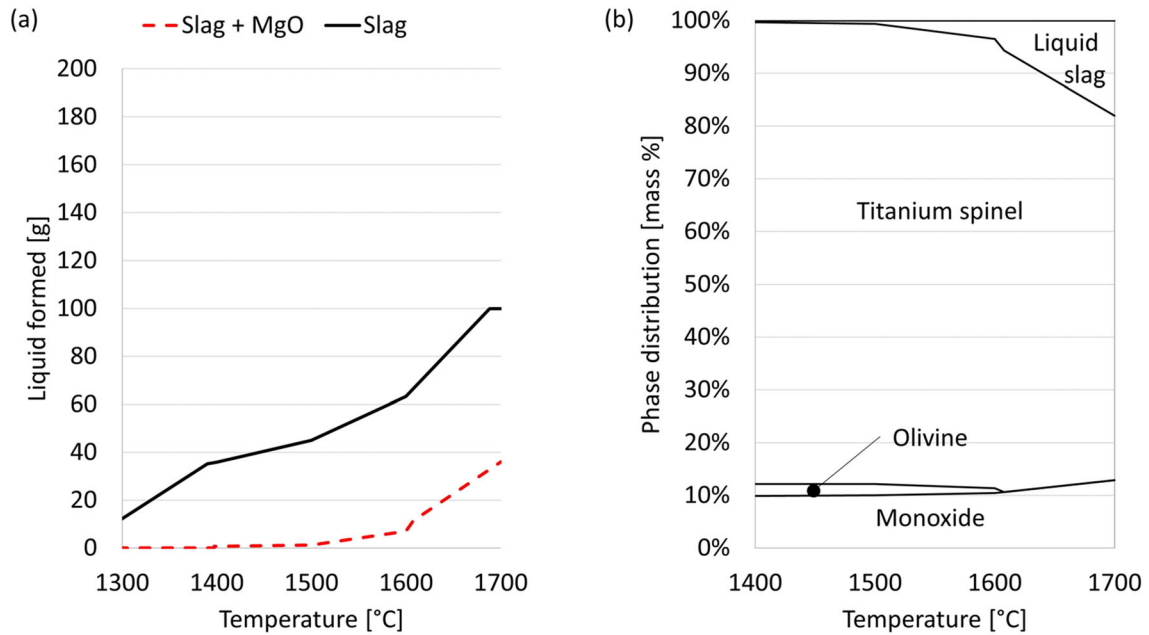 (a)
Slag + MgO
Slag
Liquid formed [g]
200
180
160
140
120
100
80
60
40
20
0
1300
1400
1500
1600
1700
Temperature [°C]
(b)
Phase distribution [mass %]
100%
90%
80%
70%
60%
50%
40%
30%
20%
10%
0%
Liquid
slag
Titanium spinel
Olivine
Monoxide
1400
1500
1600
1700
Temperature [°C]